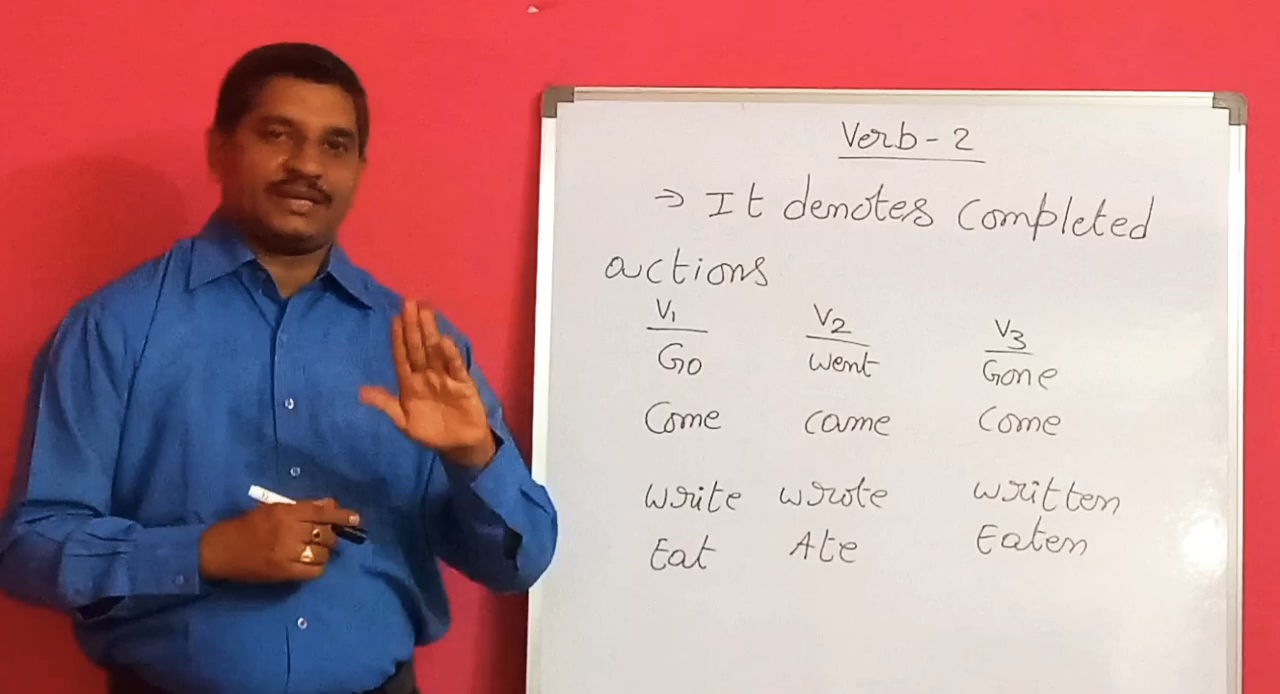 Verb - 2
⇒ It denotes completed
actions
V1 V2 V3
Go went Gone
Come came come
write wrote written
Eat Ate Eaten